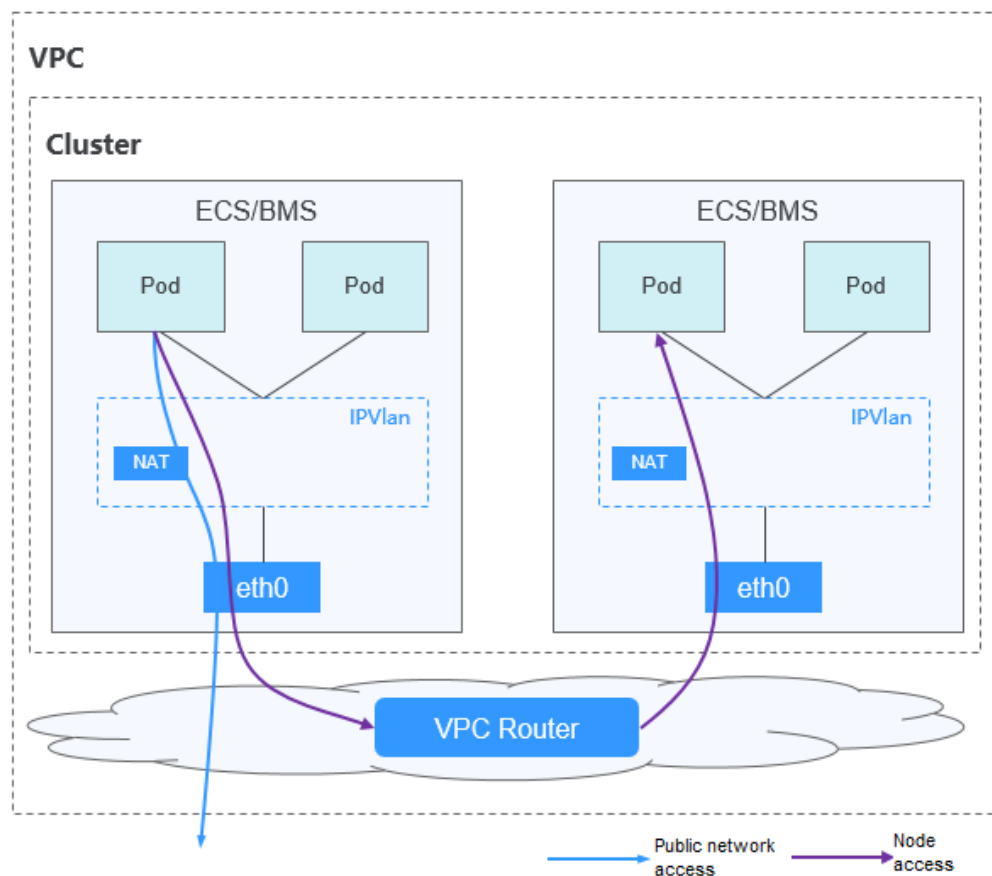 VPC
Cluster
ECS/BMS
ECS/BMS
Pod
Pod
Pod
Pod
IPVlan
IPVlan
NAT
NAT
eth0
eth0
VPC Router
Public network
access
Node
access